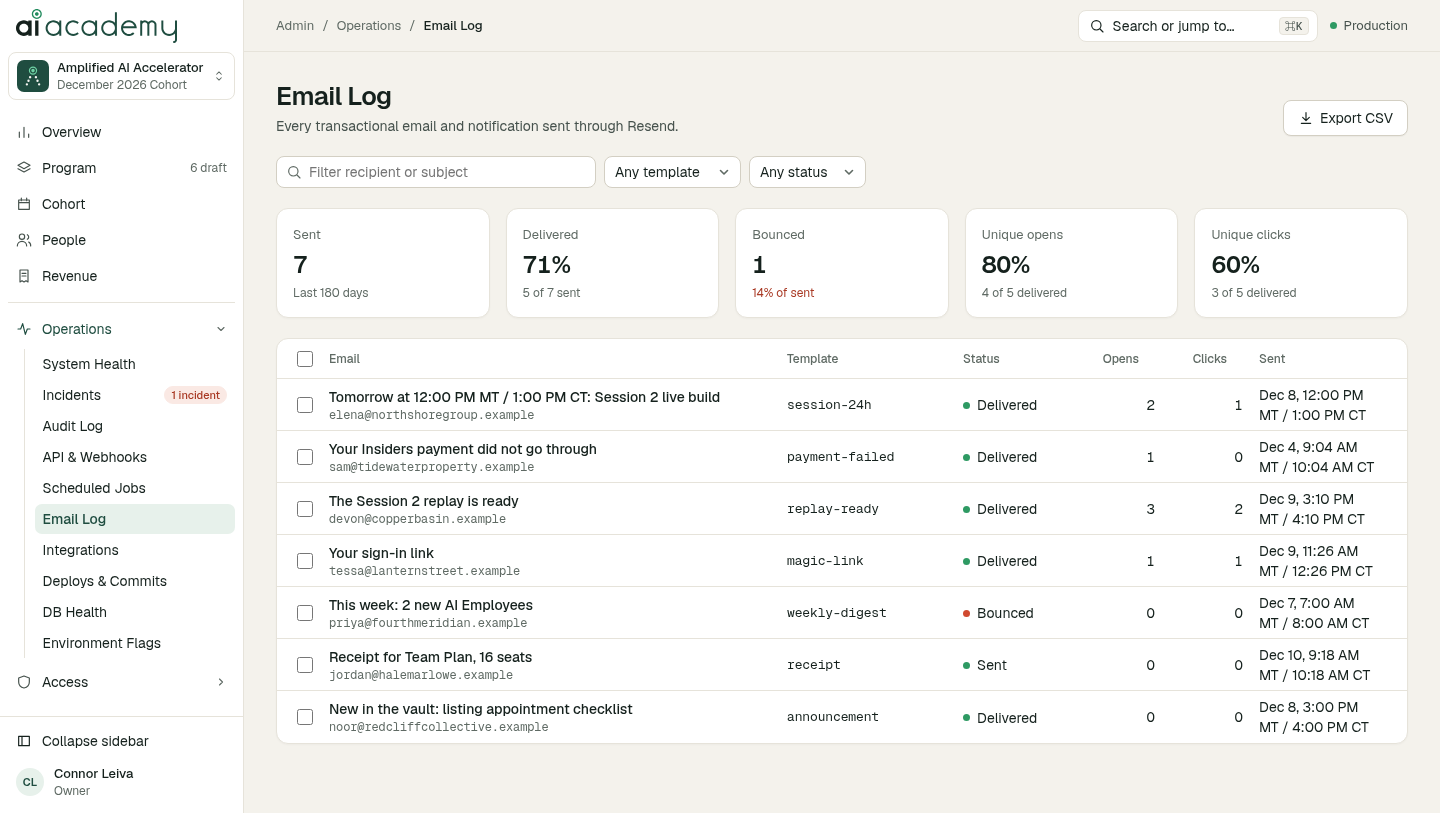 ai academy
Amplified AI Accelerator
December 2026 Cohort
Overview
Program 6 draft
Cohort
People
Revenue
Operations
System Health
Incidents 1 incident
Audit Log
API & Webhooks
Scheduled Jobs
Email Log
Integrations
Deploys & Commits
DB Health
Environment Flags
Access
Collapse sidebar
CL Connor Leiva
Owner
Admin / Operations / Email Log
Search or jump to… ⌘K Production
Email Log
Every transactional email and notification sent through Resend.
Export CSV
Filter recipient or subject Any template Any status
Sent
7
Last 180 days
Delivered
71%
5 of 7 sent
Bounced
1
14% of sent
Unique opens
80%
4 of 5 delivered
Unique clicks
60%
3 of 5 delivered
Email Template Status Opens Clicks Sent
Tomorrow at 12:00 PM MT / 1:00 PM CT: Session 2 live build
elena@northshoregroup.example
session-24h Delivered 2 1 Dec 8, 12:00 PM
MT / 1:00 PM CT
Your Insiders payment did not go through
sam@tidewaterproperty.example
payment-failed Delivered 1 0 Dec 4, 9:04 AM
MT / 10:04 AM CT
The Session 2 replay is ready
devon@copperbasin.example
replay-ready Delivered 3 2 Dec 9, 3:10 PM
MT / 4:10 PM CT
Your sign-in link
tessa@lanternstreet.example
magic-link Delivered 1 1 Dec 9, 11:26 AM
MT / 12:26 PM CT
This week: 2 new AI Employees
priya@fourthmeridian.example
weekly-digest Bounced 0 0 Dec 7, 7:00 AM
MT / 8:00 AM CT
Receipt for Team Plan, 16 seats
jordan@halemarlowe.example
receipt Sent 0 0 Dec 10, 9:18 AM
MT / 10:18 AM CT
New in the vault: listing appointment checklist
noor@redcliffcollective.example
announcement Delivered 0 0 Dec 8, 3:00 PM
MT / 4:00 PM CT